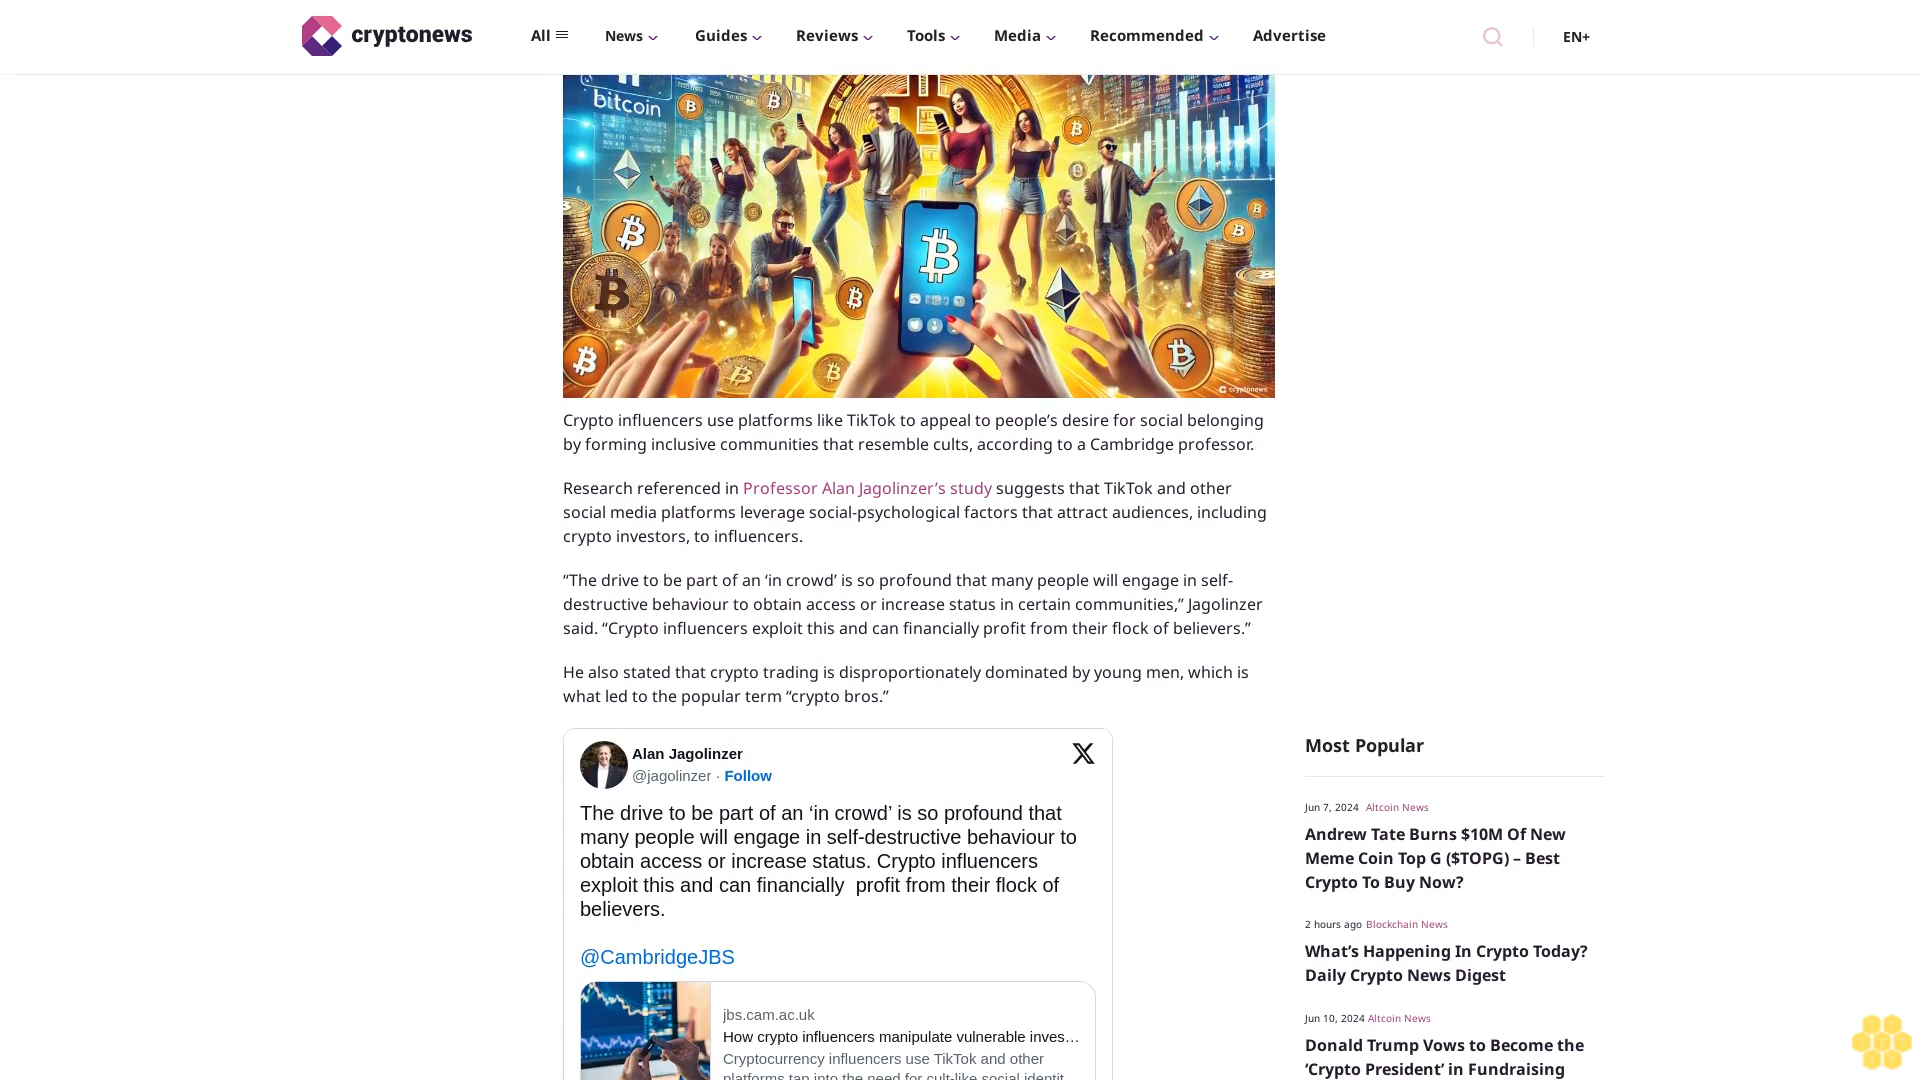 cryptonews
All
News
Guides
Reviews
Tools
Media
Recommended
Advertise
EN+
bitcoin
cryptonews
Crypto influencers use platforms like TikTok to appeal to people’s desire for social belonging
by forming inclusive communities that resemble cults, according to a Cambridge professor.
Research referenced in Professor Alan Jagolinzer’s study suggests that TikTok and other
social media platforms leverage social-psychological factors that attract audiences, including
crypto investors, to influencers.
“The drive to be part of an ‘in crowd’ is so profound that many people will engage in self-
destructive behaviour to obtain access or increase status in certain communities,” Jagolinzer
said. “Crypto influencers exploit this and can financially profit from their flock of believers.”
He also stated that crypto trading is disproportionately dominated by young men, which is
what led to the popular term “crypto bros.”
Alan Jagolinzer
@jagolinzer · Follow
The drive to be part of an ‘in crowd’ is so profound that
many people will engage in self-destructive behaviour to
obtain access or increase status. Crypto influencers
exploit this and can financially  profit from their flock of
believers.
@CambridgeJBS
jbs.cam.ac.uk
How crypto influencers manipulate vulnerable inves...
Cryptocurrency influencers use TikTok and other
platforms tap into the need for cult-like social identit
Most Popular
Jun 7, 2024 Altcoin News
Andrew Tate Burns $10M Of New
Meme Coin Top G ($TOPG) – Best
Crypto To Buy Now?
2 hours ago Blockchain News
What’s Happening In Crypto Today?
Daily Crypto News Digest
Jun 10, 2024 Altcoin News
Donald Trump Vows to Become the
‘Crypto President’ in Fundraising